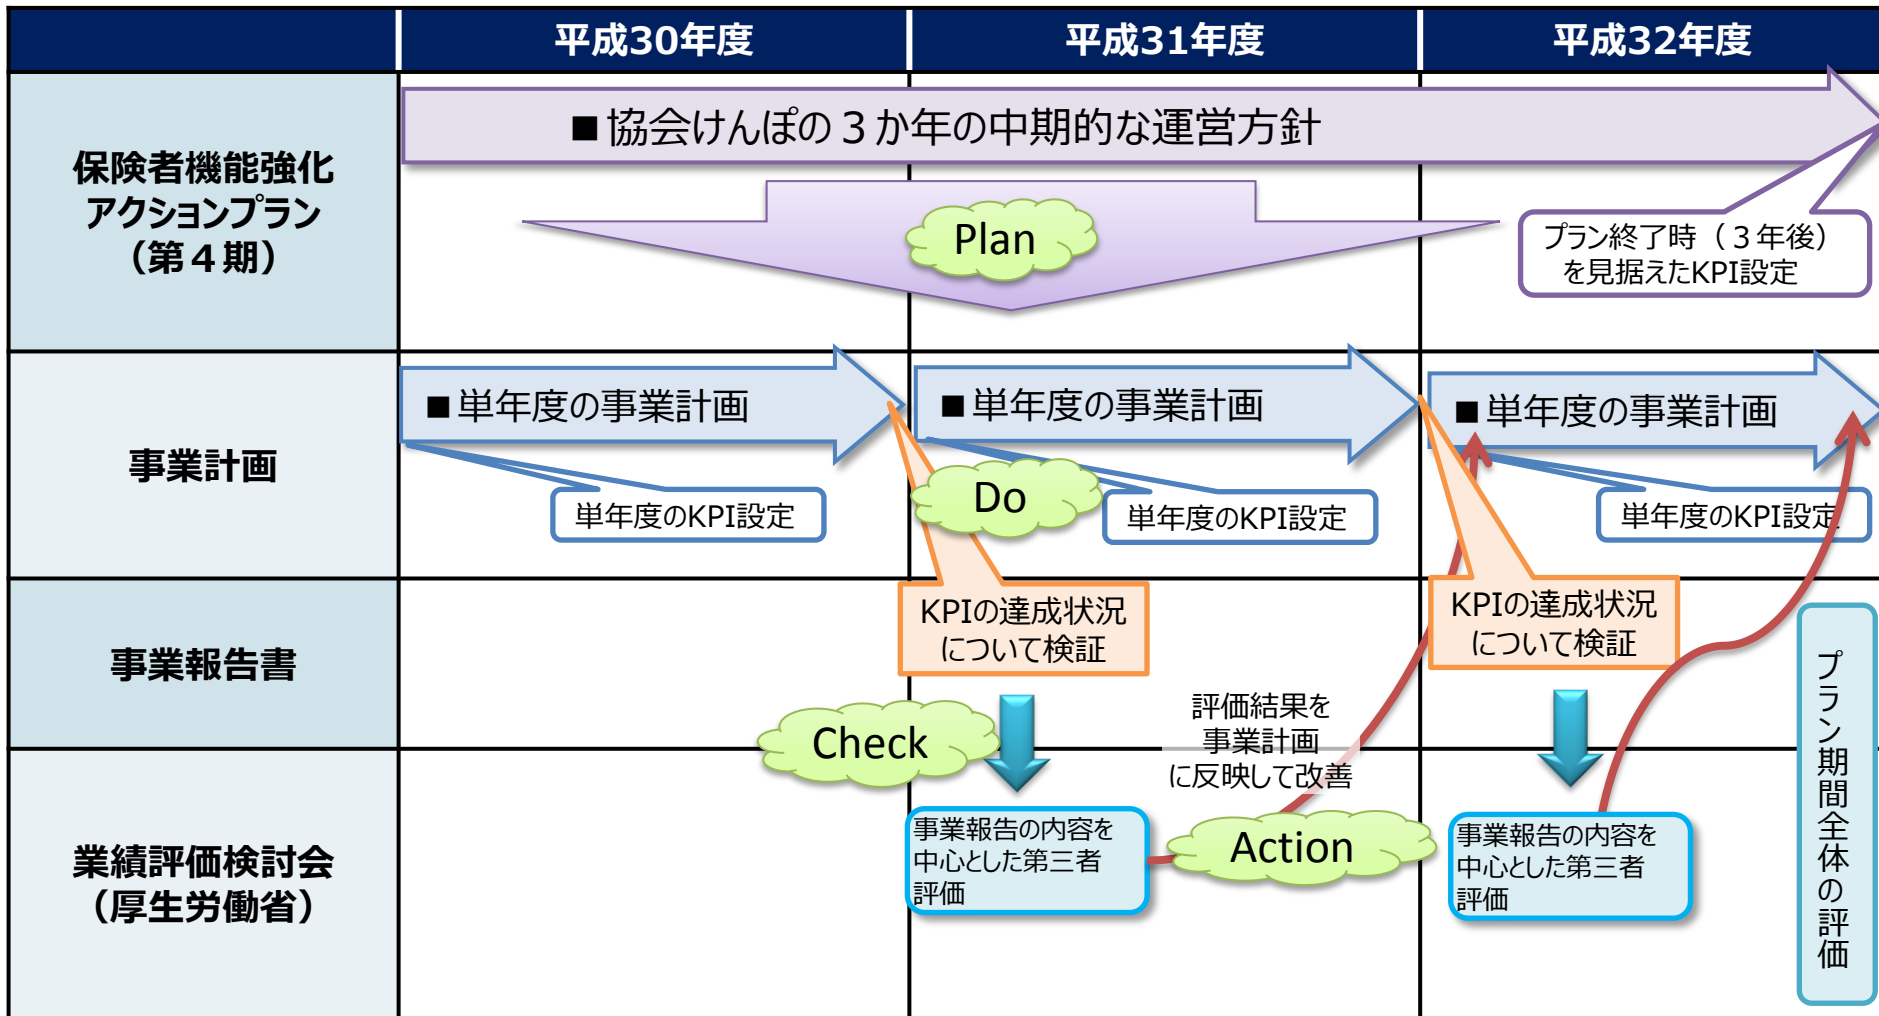 平成30年度
平成31年度
平成32年度
保険者機能強化
アクションプラン
（第４期）
■協会けんぽの３か年の中期的な運営方針
Plan
プラン終了時（３年後）
を見据えたKPI設定
事業計画
■単年度の事業計画
単年度のKPI設定
■単年度の事業計画
Do
単年度のKPI設定
■単年度の事業計画
単年度のKPI設定
事業報告書
KPIの達成状況
について検証
KPIの達成状況
について検証
Check
評価結果を
事業計画
に反映して改善
プラン期間全体の評価
業績評価検討会
（厚生労働省）
事業報告の内容を
中心とした第三者
評価
Action
事業報告の内容を
中心とした第三者
評価